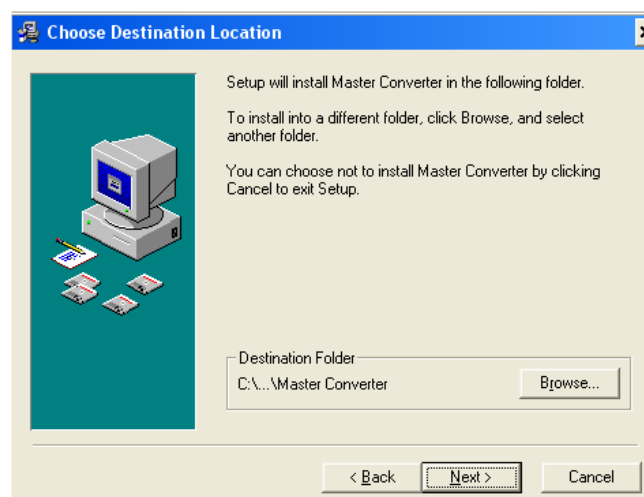 Choose Destination Location
Setup will install Master Converter in the following folder.
To install into a different folder, click Browse, and select
another folder.
You can choose not to install Master Converter by clicking
Cancel to exit Setup.
Destination Folder
C:\...\Master Converter
Browse...
< Back
Next >
Cancel